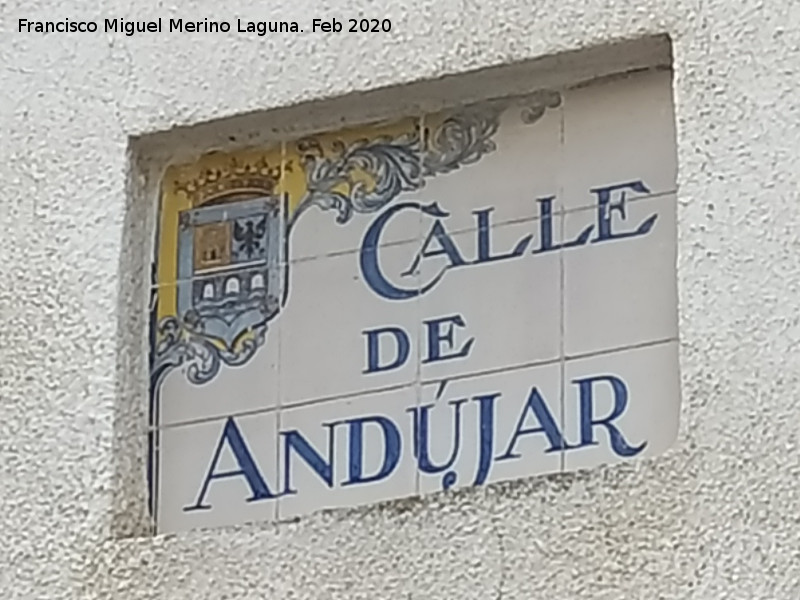 Francisco Miguel Merino Laguna. Feb 2020
CALLE
DE
ANDÚJAR